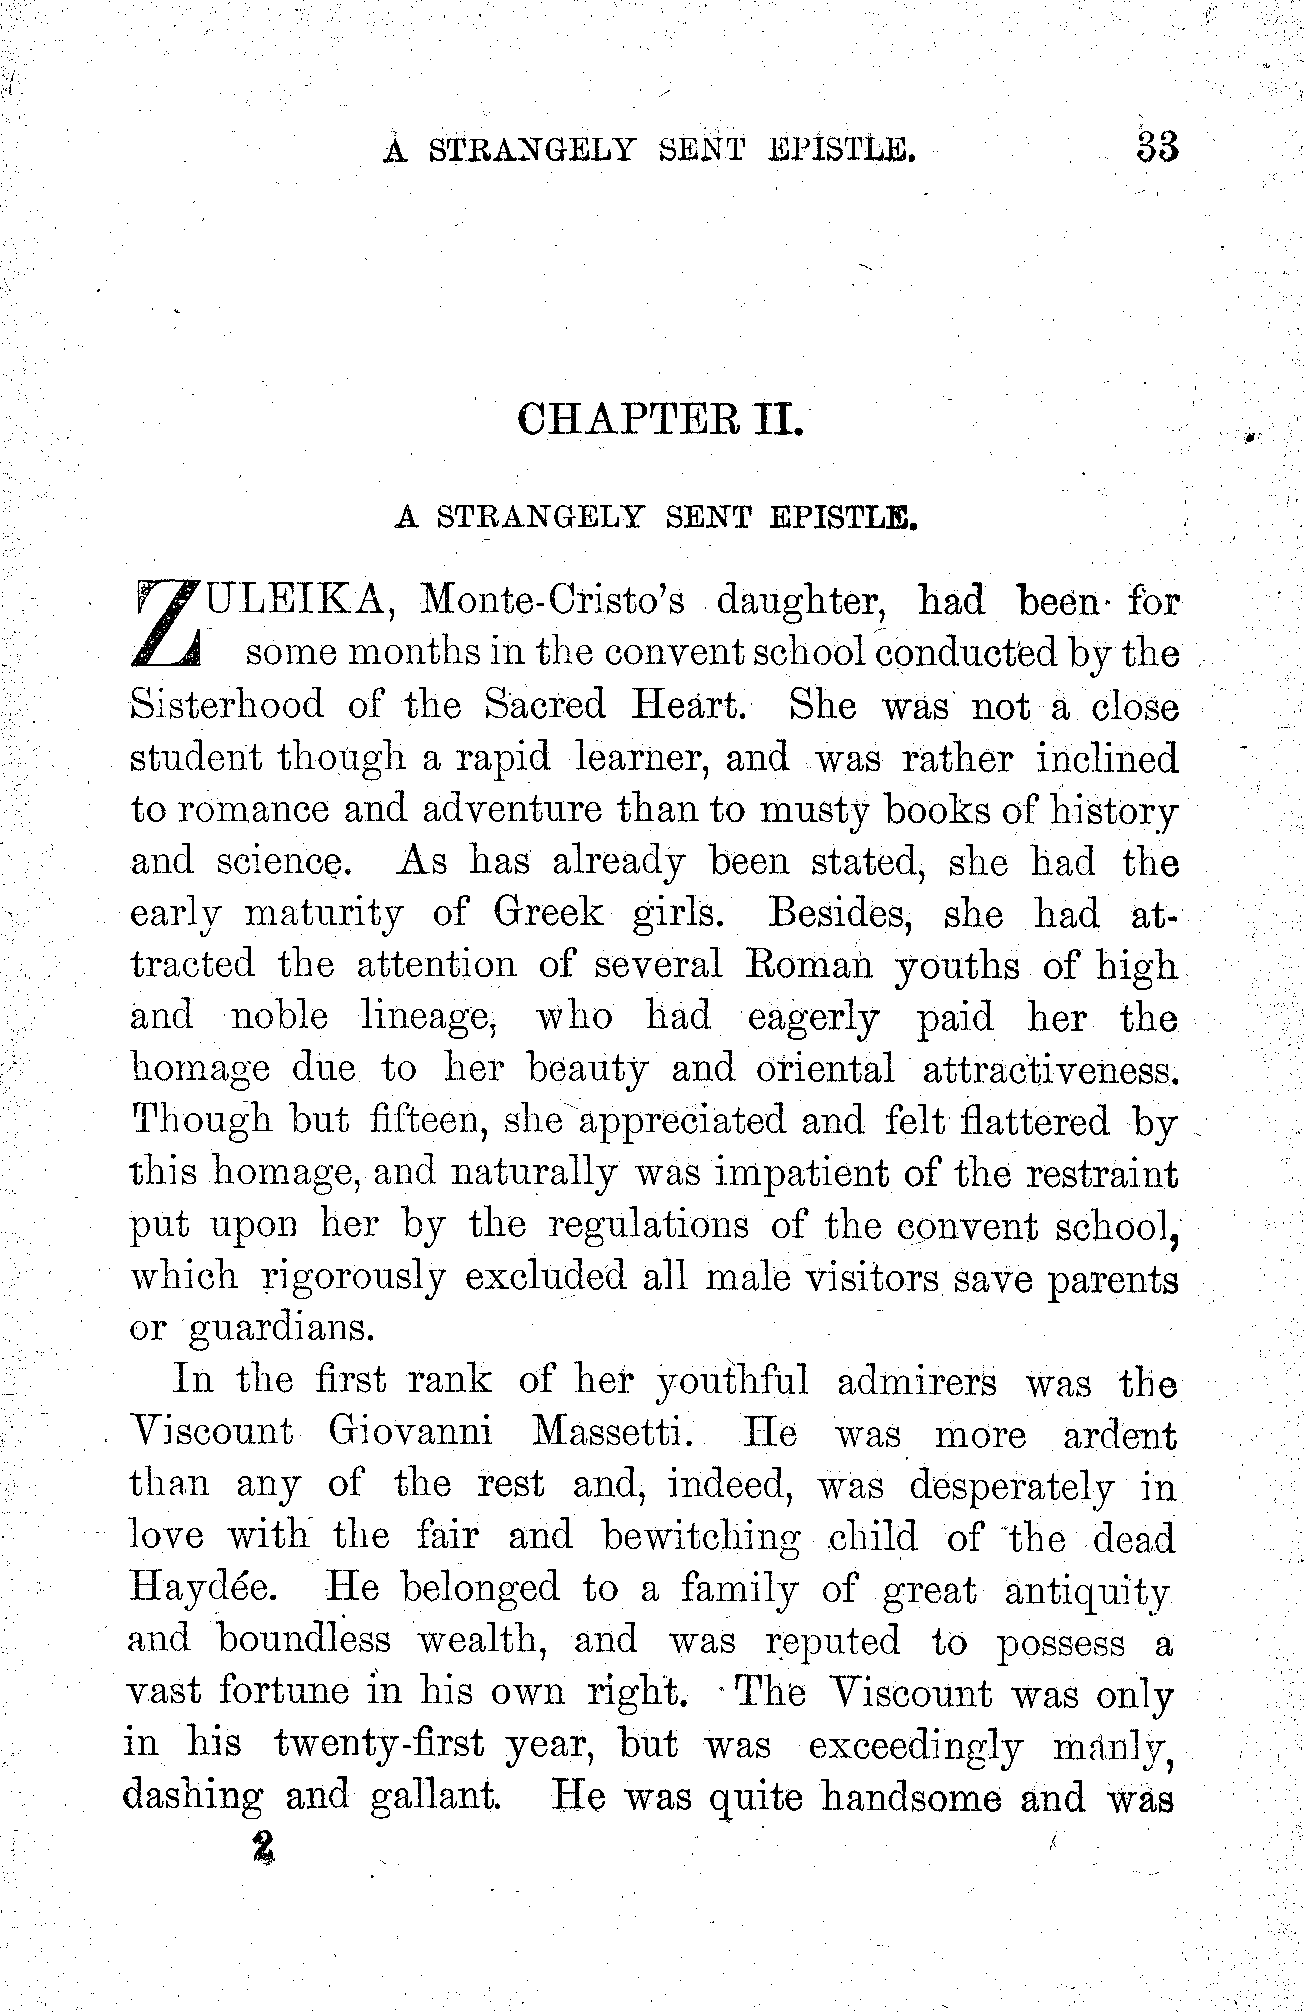 A STRANGELY SENT EPISTLE. 33
CHAPTER II.
A STRANGELY SENT EPISTLE.
ZULEIKA, Monte-Cristo's daughter, had been for
some months in the convent school conducted by the
Sisterhood of the Sacred Heart. She was not a close
student though a rapid learner, and was rather inclined
to romance and adventure than to musty books of history
and science. As has already been stated, she had the
early maturity of Greek girls. Besides, she had at-
tracted the attention of several Roman youths of high
and noble lineage, who had eagerly paid her the
homage due to her beauty and oriental attractiveness.
Though but fifteen, she appreciated and felt flattered by
this homage, and naturally was impatient of the restraint
put upon her by the regulations of the convent school,
which rigorously excluded all male visitors save parents
or guardians.
In the first rank of her youthful admirers was the
Viscount Giovanni Massetti. He was more ardent
than any of the rest and, indeed, was desperately in
love with the fair and bewitching child of the dead
Haydée. He belonged to a family of great antiquity
and boundless wealth, and was reputed to possess a
vast fortune in his own right. The Viscount was only
in his twenty-first year, but was exceedingly manly,
dashing and gallant. He was quite handsome and was
2